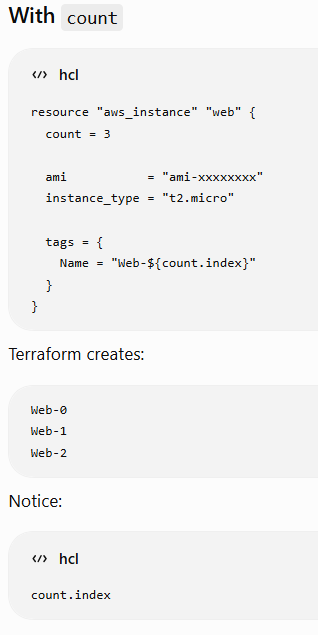 With count
hcl
resource "aws_instance" "web" {
  count = 3

  ami           = "ami-xxxxxxxx"
  instance_type = "t2.micro"

  tags = {
    Name = "Web-${count.index}"
  }
}
Terraform creates:
Web-0
Web-1
Web-2
Notice:
hcl
count.index